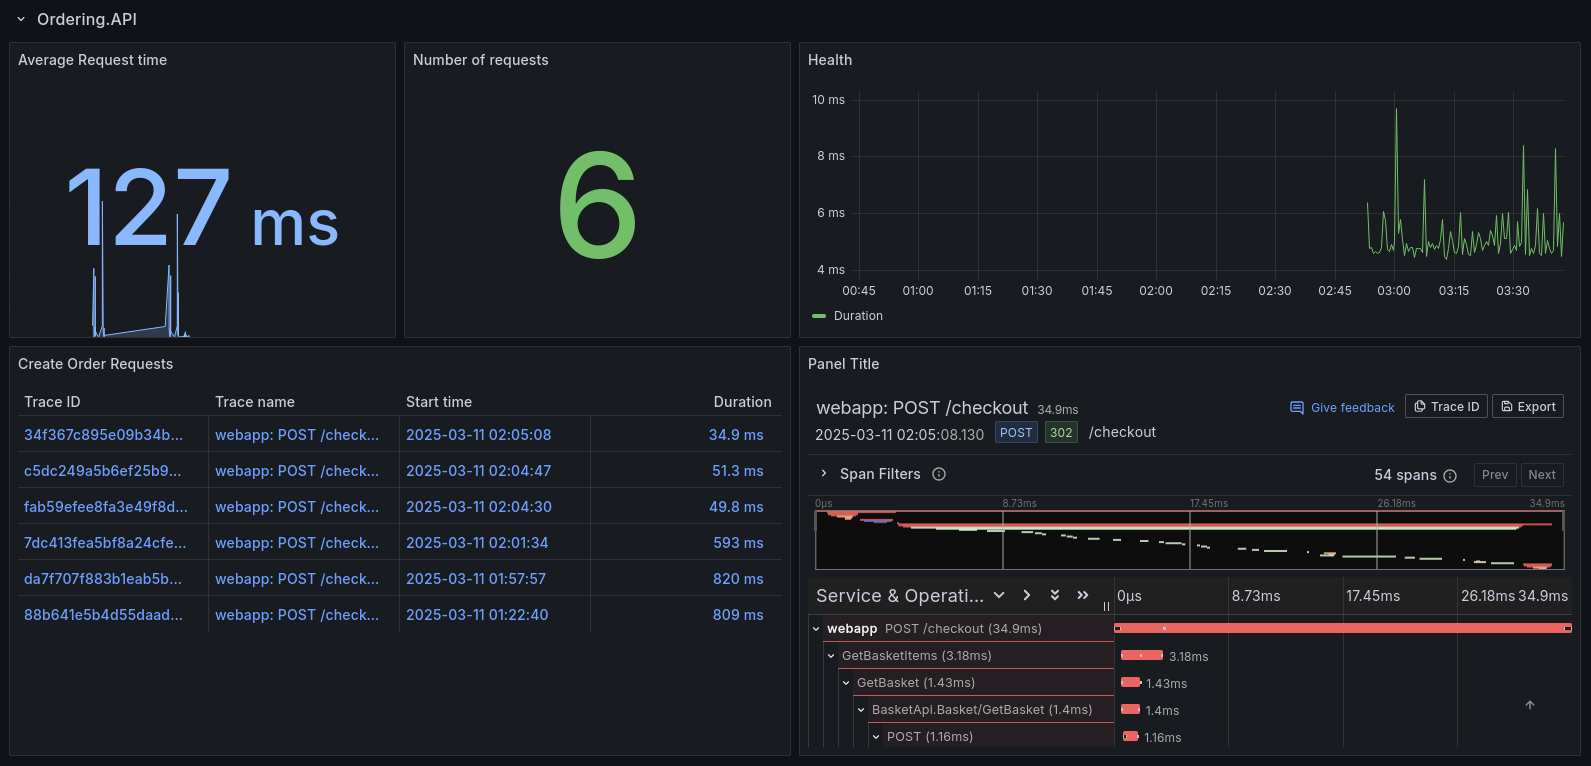 Ordering.API
Average Request time
127 ms
Number of requests
6
Health
10 ms
8 ms
6 ms
4 ms
00:45 01:00 01:15 01:30 01:45 02:00 02:15 02:30 02:45 03:00 03:15 03:30
Duration
Create Order Requests
Trace ID Trace name Start time Duration
34f367c895e09b34b... webapp: POST /check... 2025-03-11 02:05:08 34.9 ms
c5dc249a5b6ef25b9... webapp: POST /check... 2025-03-11 02:04:47 51.3 ms
fab59efee8fa3e49f8d... webapp: POST /check... 2025-03-11 02:04:30 49.8 ms
7dc413fea5bf8a24cfe... webapp: POST /check... 2025-03-11 02:01:34 593 ms
da7f707f883b1eab5b... webapp: POST /check... 2025-03-11 01:57:57 820 ms
88b641e5b4d55daad... webapp: POST /check... 2025-03-11 01:22:40 809 ms
Panel Title
webapp: POST /checkout 34.9ms
Give feedback Trace ID Export
2025-03-11 02:05:08.130 POST 302 /checkout
Span Filters 54 spans Prev Next
0μs 8.73ms 17.45ms 26.18ms 34.9ms
Service & Operati... 0μs 8.73ms 17.45ms 26.18ms 34.9ms
webapp POST /checkout (34.9ms)
GetBasketItems (3.18ms) 3.18ms
GetBasket (1.43ms) 1.43ms
BasketApi.Basket/GetBasket (1.4ms) 1.4ms
POST (1.16ms) 1.16ms